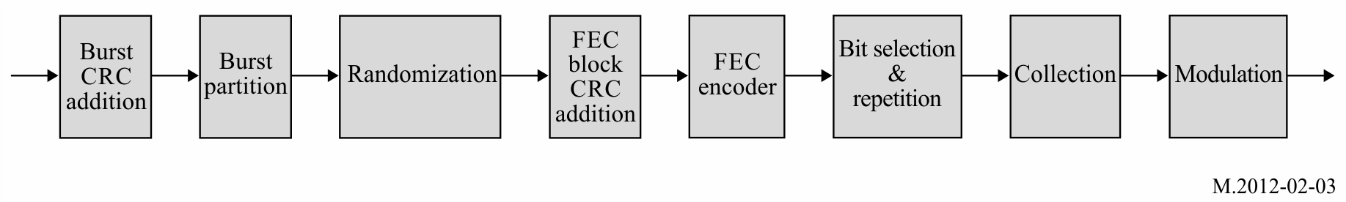 Burst
CRC
addition
Burst
partition
Randomization
FEC
block
CRC
addition
FEC
encoder
Bit selection
&
repetition
Collection
Modulation
M.2012-02-03